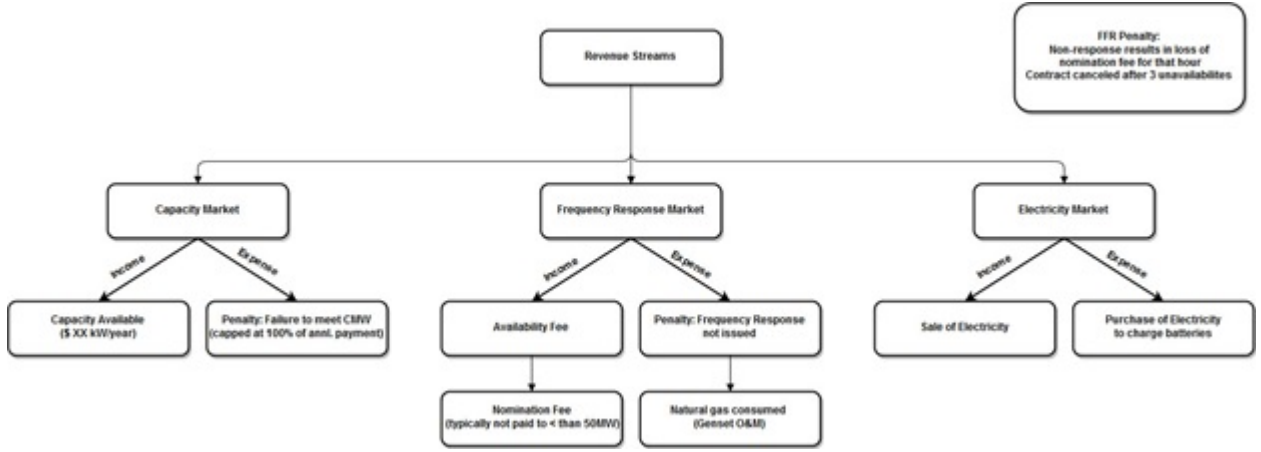 Revenue Streams
FFR Penalty:
Non-response results in loss of
nomination fee for that hour
Contract canceled after 3 unavailabilites
Capacity Market
Frequency Response Market
Electricity Market
Income
Expense
Income
Expense
Income
Expense
Capacity Available
($ XX kW/year)
Penalty: Failure to meet CMW
(capped at 100% of annl. payment)
Availability Fee
Penalty: Frequency Response
not issued
Sale of Electricity
Purchase of Electricity
to charge batteries
Nomination Fee
(typically not paid to < than 50MW)
Natural gas consumed
(Genset O&M)